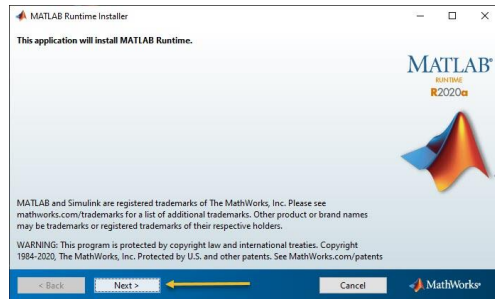 MATLAB Runtime Installer
This application will install MATLAB Runtime.
MATLAB®
RUNTIME
R2020a
MATLAB and Simulink are registered trademarks of The MathWorks, Inc. Please see
mathworks.com/trademarks for a list of additional trademarks. Other product or brand names
may be trademarks or registered trademarks of their respective holders.
WARNING: This program is protected by copyright law and international treaties. Copyright
1984-2020, The MathWorks, Inc. Protected by U.S. and other patents. See MathWorks.com/patents
< Back
Next >
Cancel
MathWorks®